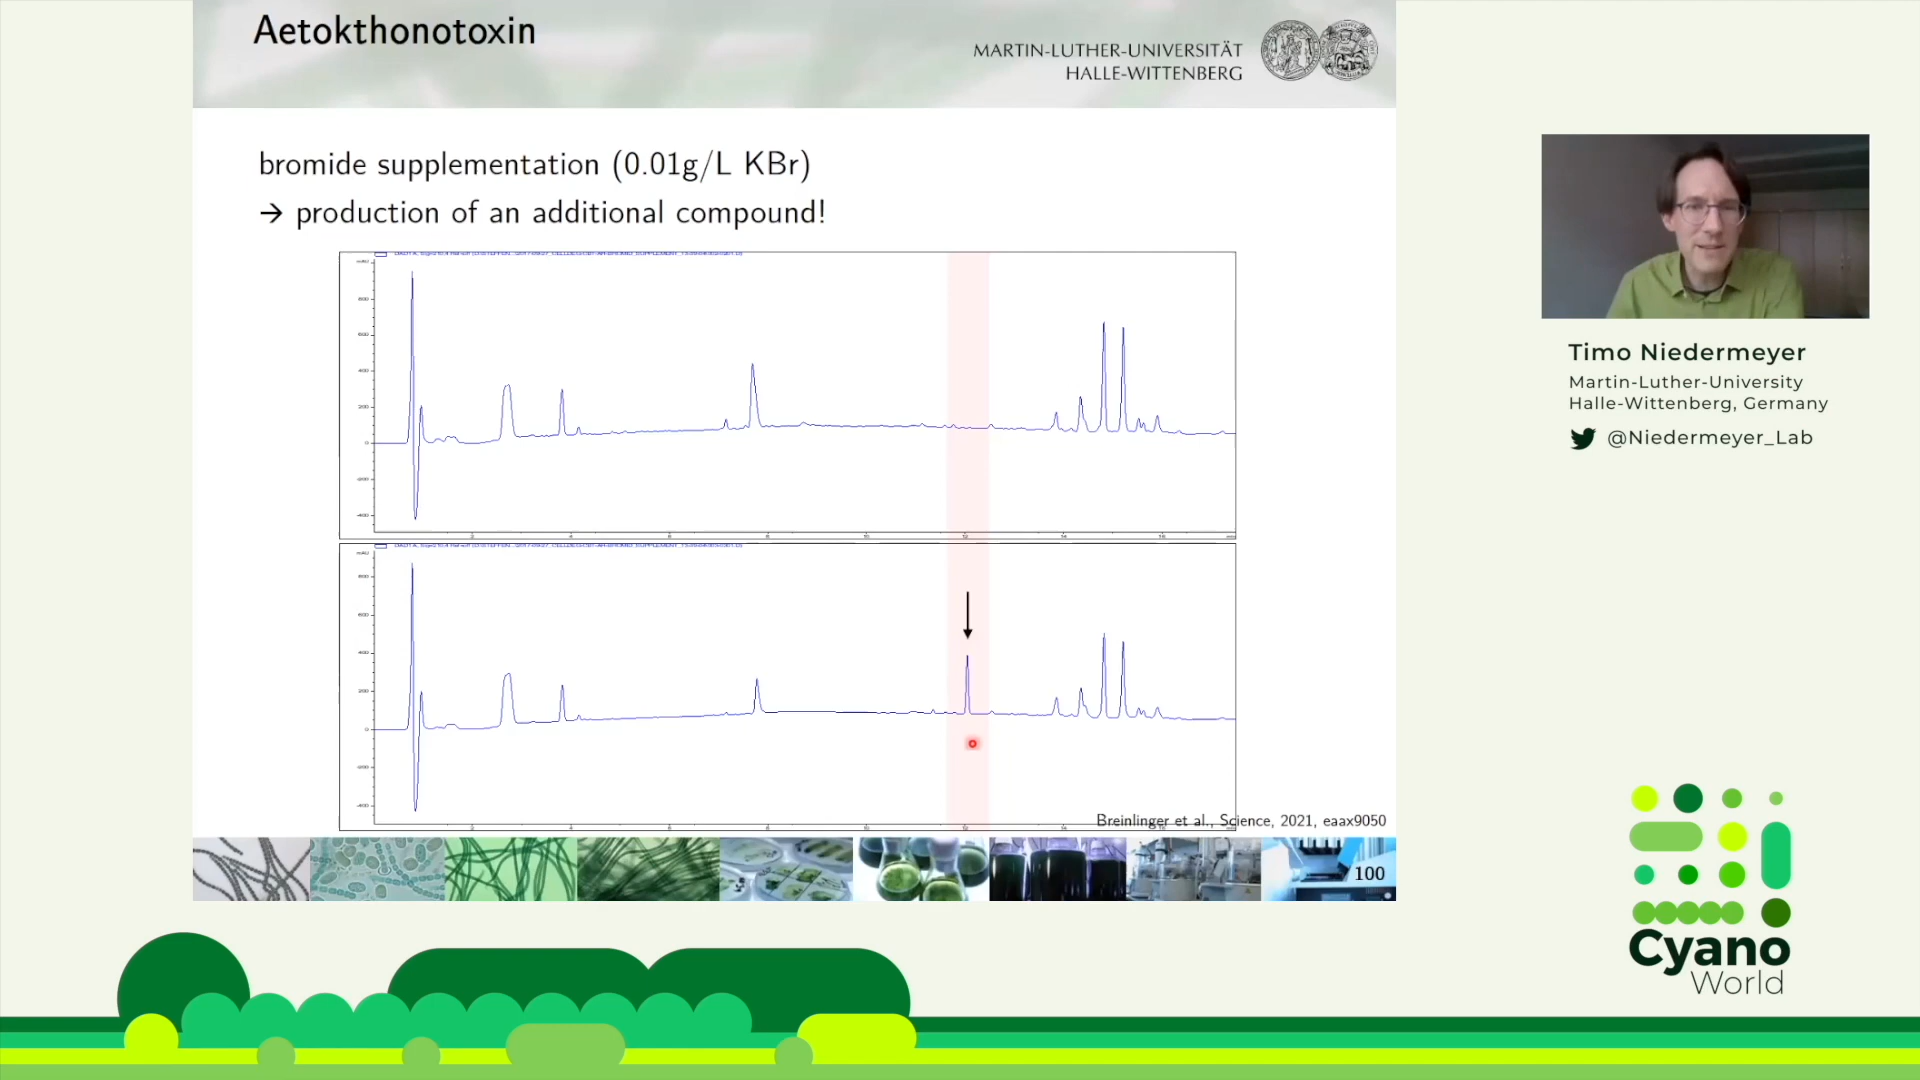 Aetokthonotoxin
MARTIN-LUTHER-UNIVERSITÄT
HALLE-WITTENBERG
bromide supplementation (0.01g/L KBr)
→ production of an additional compound!
Breinlinger et al., Science, 2021, eaax9050
100
Timo Niedermeyer
Martin-Luther-University
Halle-Wittenberg, Germany
@Niedermeyer_Lab
Cyano
World